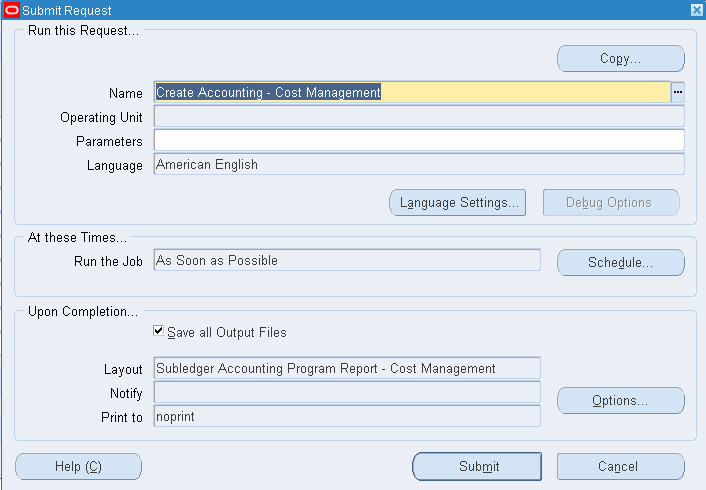 Submit Request
Run this Request...
Copy...
Name Create Accounting - Cost Management ...
Operating Unit
Parameters
Language American English
Language Settings... Debug Options
At these Times...
Run the Job As Soon as Possible Schedule...
Upon Completion...
Save all Output Files
Layout Subledger Accounting Program Report - Cost Management
Notify
Options...
Print to noprint
Help (C) Submit Cancel